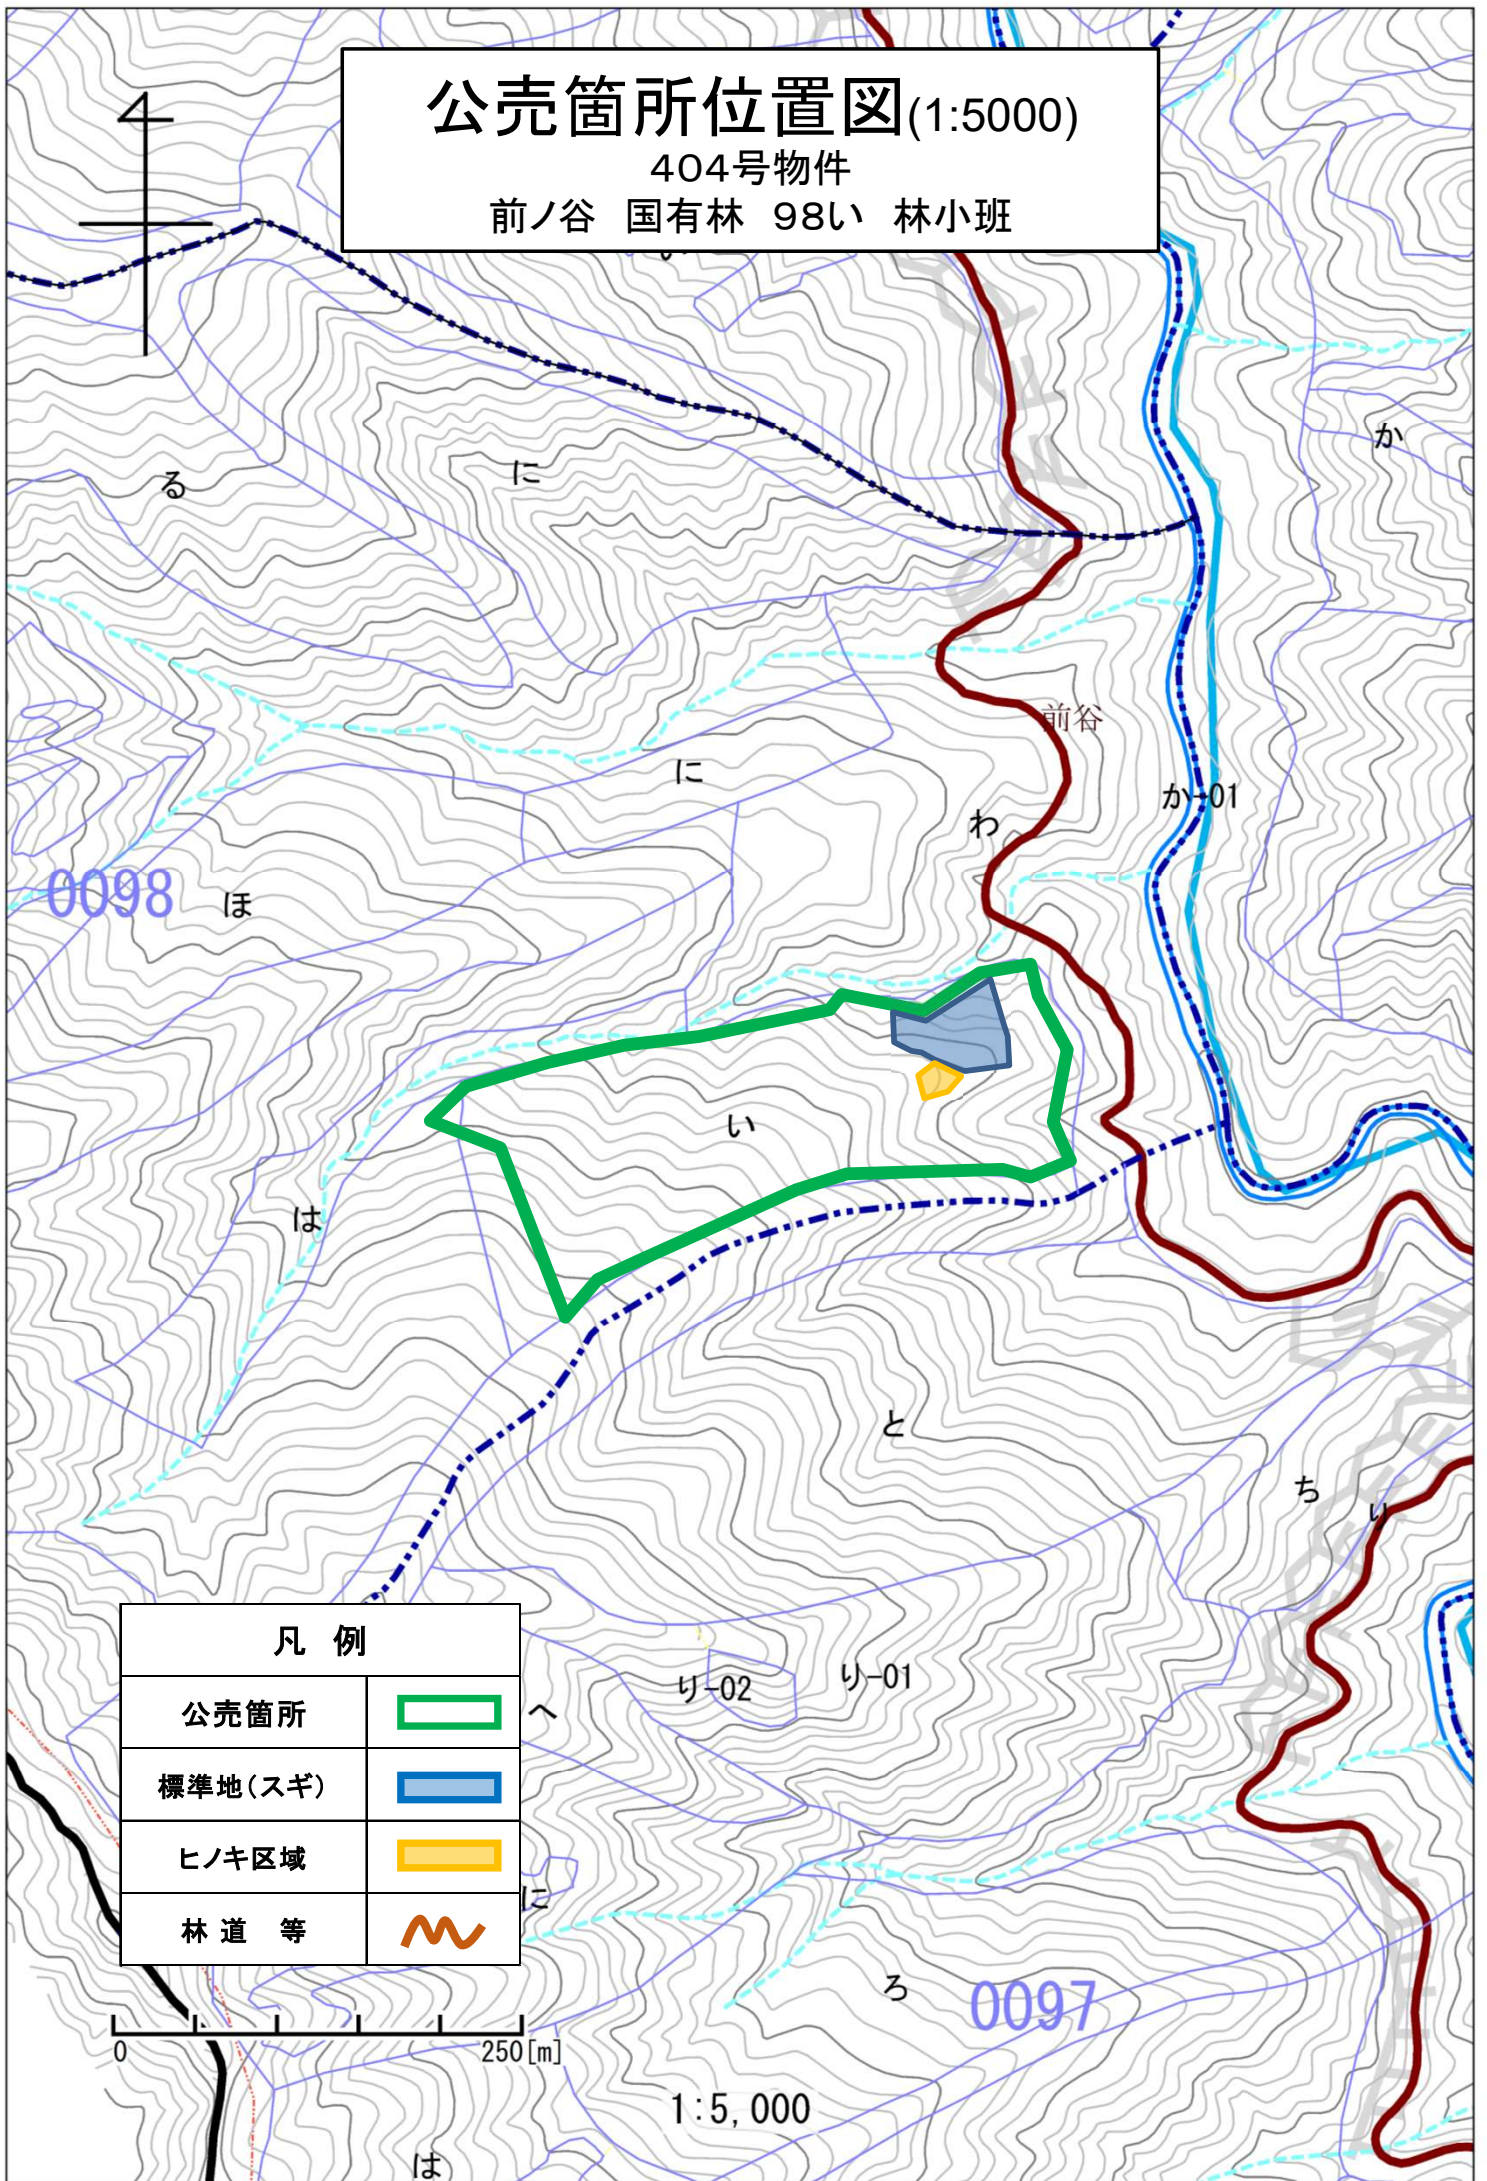 公売箇所位置図(1:5000)
404号物件
前ノ谷　国有林　98い　林小班
か
る
に
前谷
に
か-01
わ
0098
ほ
い
は
と
ち
り
凡 例
公売箇所
標準地(スギ)
ヒノキ区域
林 道　等
り-02
り-01
へ
に
ろ
0097
0
250[m]
1:5,000
は